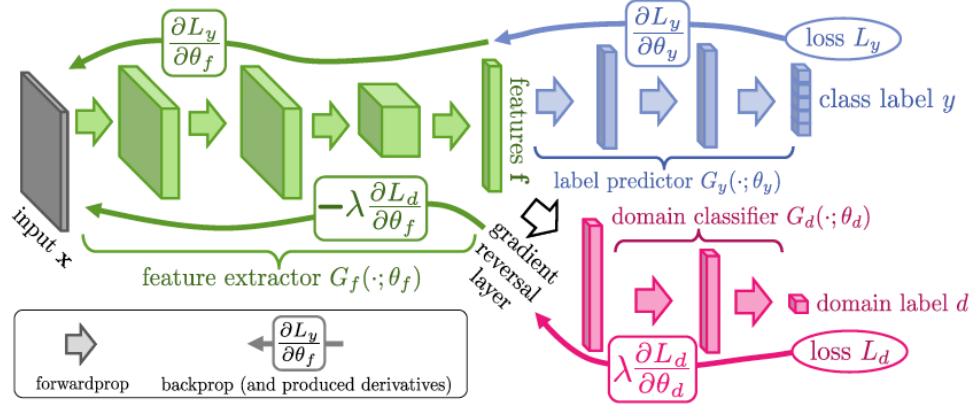 ∂L_y/∂θ_f
∂L_y/∂θ_y
loss L_y
features f
class label y
label predictor G_y(·; θ_y)
input x
−λ ∂L_d/∂θ_f
feature extractor G_f(·; θ_f)
gradient
reversal
layer
domain classifier G_d(·; θ_d)
domain label d
λ ∂L_d/∂θ_d
loss L_d
forwardprop
∂L_y/∂θ_f
backprop (and produced derivatives)